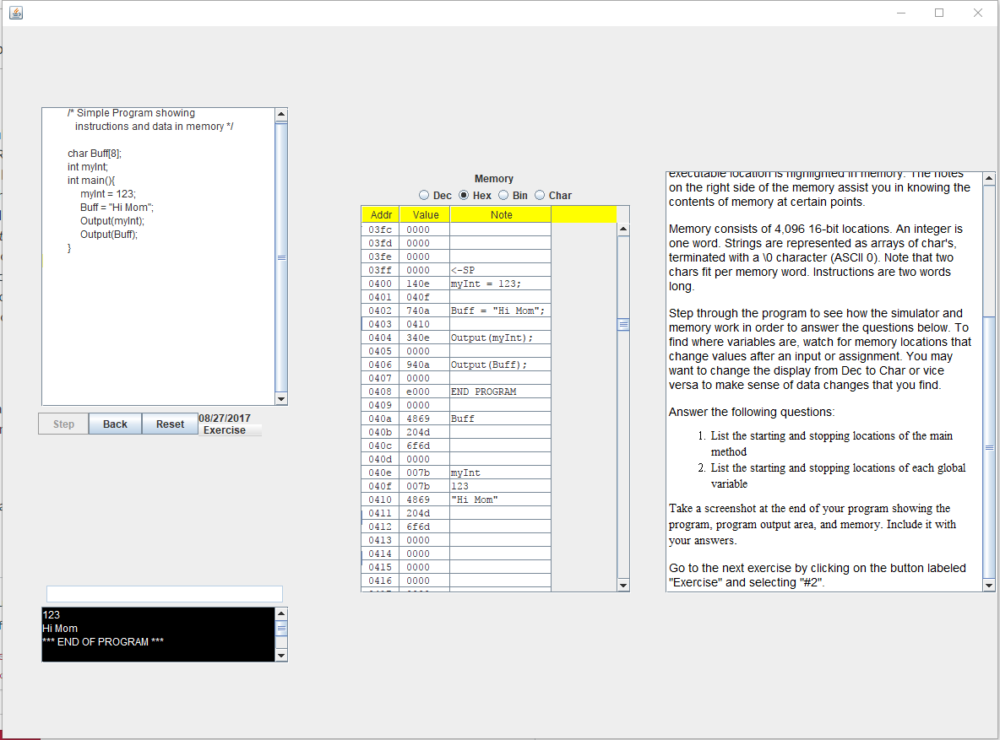 /* Simple Program showing
instructions and data in memory */
char Buff[8];
int myInt;
int main(){
myInt = 123;
Buff = "Hi Mom";
Output(myInt);
Output(Buff);
}
Step Back Reset 08/27/2017
Exercise
123
Hi Mom
*** END OF PROGRAM ***
Memory
Dec Hex Bin Char
Addr Value Note
03fc 0000
03fd 0000
03fe 0000
03ff 0000 <-SP
0400 140e myInt = 123;
0401 040f
0402 740a Buff = "Hi Mom";
0403 0410
0404 340e Output(myInt);
0405 0000
0406 940a Output(Buff);
0407 0000
0408 e000 END PROGRAM
0409 0000
040a 4869 Buff
040b 204d
040c 6f6d
040d 0000
040e 007b myInt
040f 007b 123
0410 4869 "Hi Mom"
0411 204d
0412 6f6d
0413 0000
0414 0000
0415 0000
0416 0000
executable location is highlighted in memory. The notes
on the right side of the memory assist you in knowing the
contents of memory at certain points.
Memory consists of 4,096 16-bit locations. An integer is
one word. Strings are represented as arrays of char's,
terminated with a \0 character (ASCII 0). Note that two
chars fit per memory word. Instructions are two words
long.
Step through the program to see how the simulator and
memory work in order to answer the questions below. To
find where variables are, watch for memory locations that
change values after an input or assignment. You may
want to change the display from Dec to Char or vice
versa to make sense of data changes that you find.
Answer the following questions:
1. List the starting and stopping locations of the main
method
2. List the starting and stopping locations of each global
variable
Take a screenshot at the end of your program showing the
program, program output area, and memory. Include it with
your answers.
Go to the next exercise by clicking on the button labeled
"Exercise" and selecting "#2".